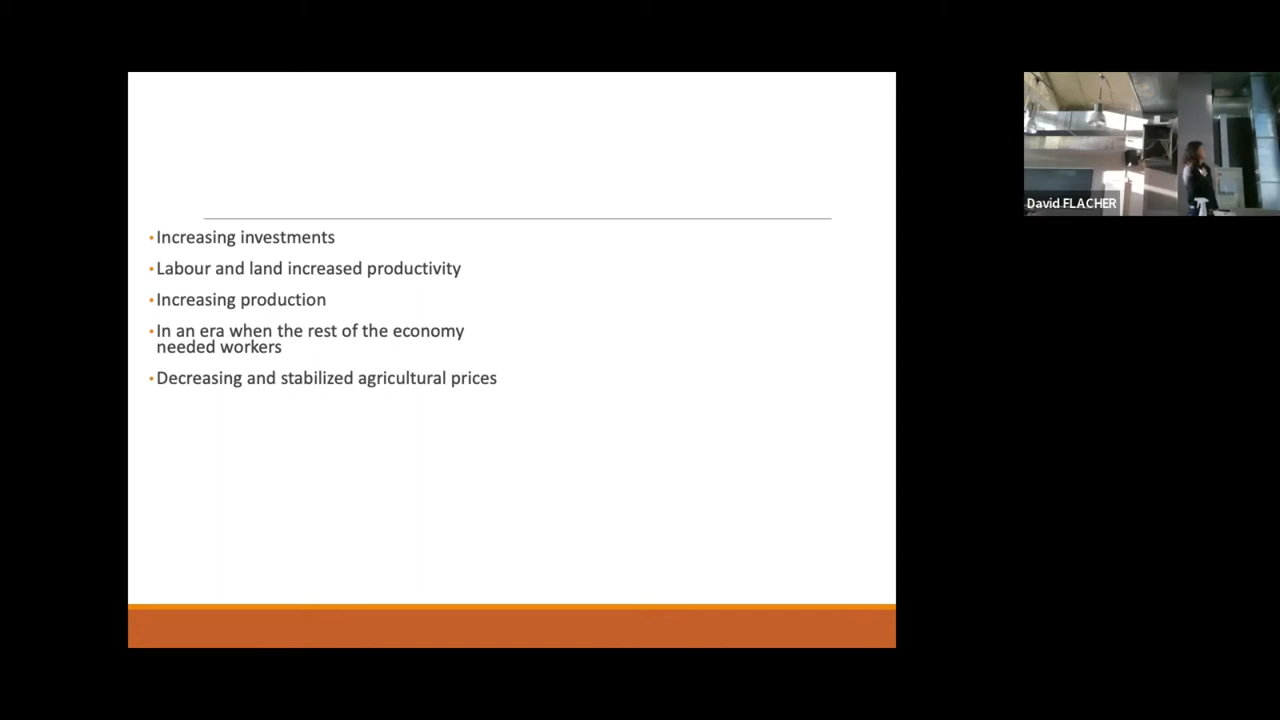 •Increasing investments
•Labour and land increased productivity
•Increasing production
•In an era when the rest of the economy
needed workers
•Decreasing and stabilized agricultural prices
David FLACHER